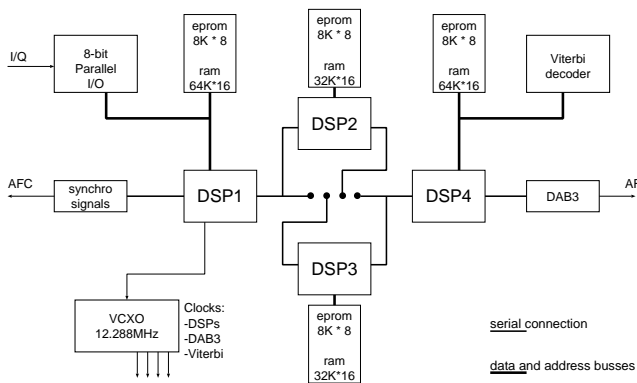 eprom
8K * 8
ram
64K*16
I/Q
8-bit
Parallel
I/O
eprom
8K * 8
ram
32K*16
eprom
8K * 8
ram
64K*16
Viterbi
decoder
DSP2
AFC
synchro
signals
DSP1
DSP4
DAB3
AF
DSP3
VCXO
12.288MHz
Clocks:
-DSPs
-DAB3
-Viterbi
eprom
8K * 8
ram
32K*16
serial connection
data and address busses